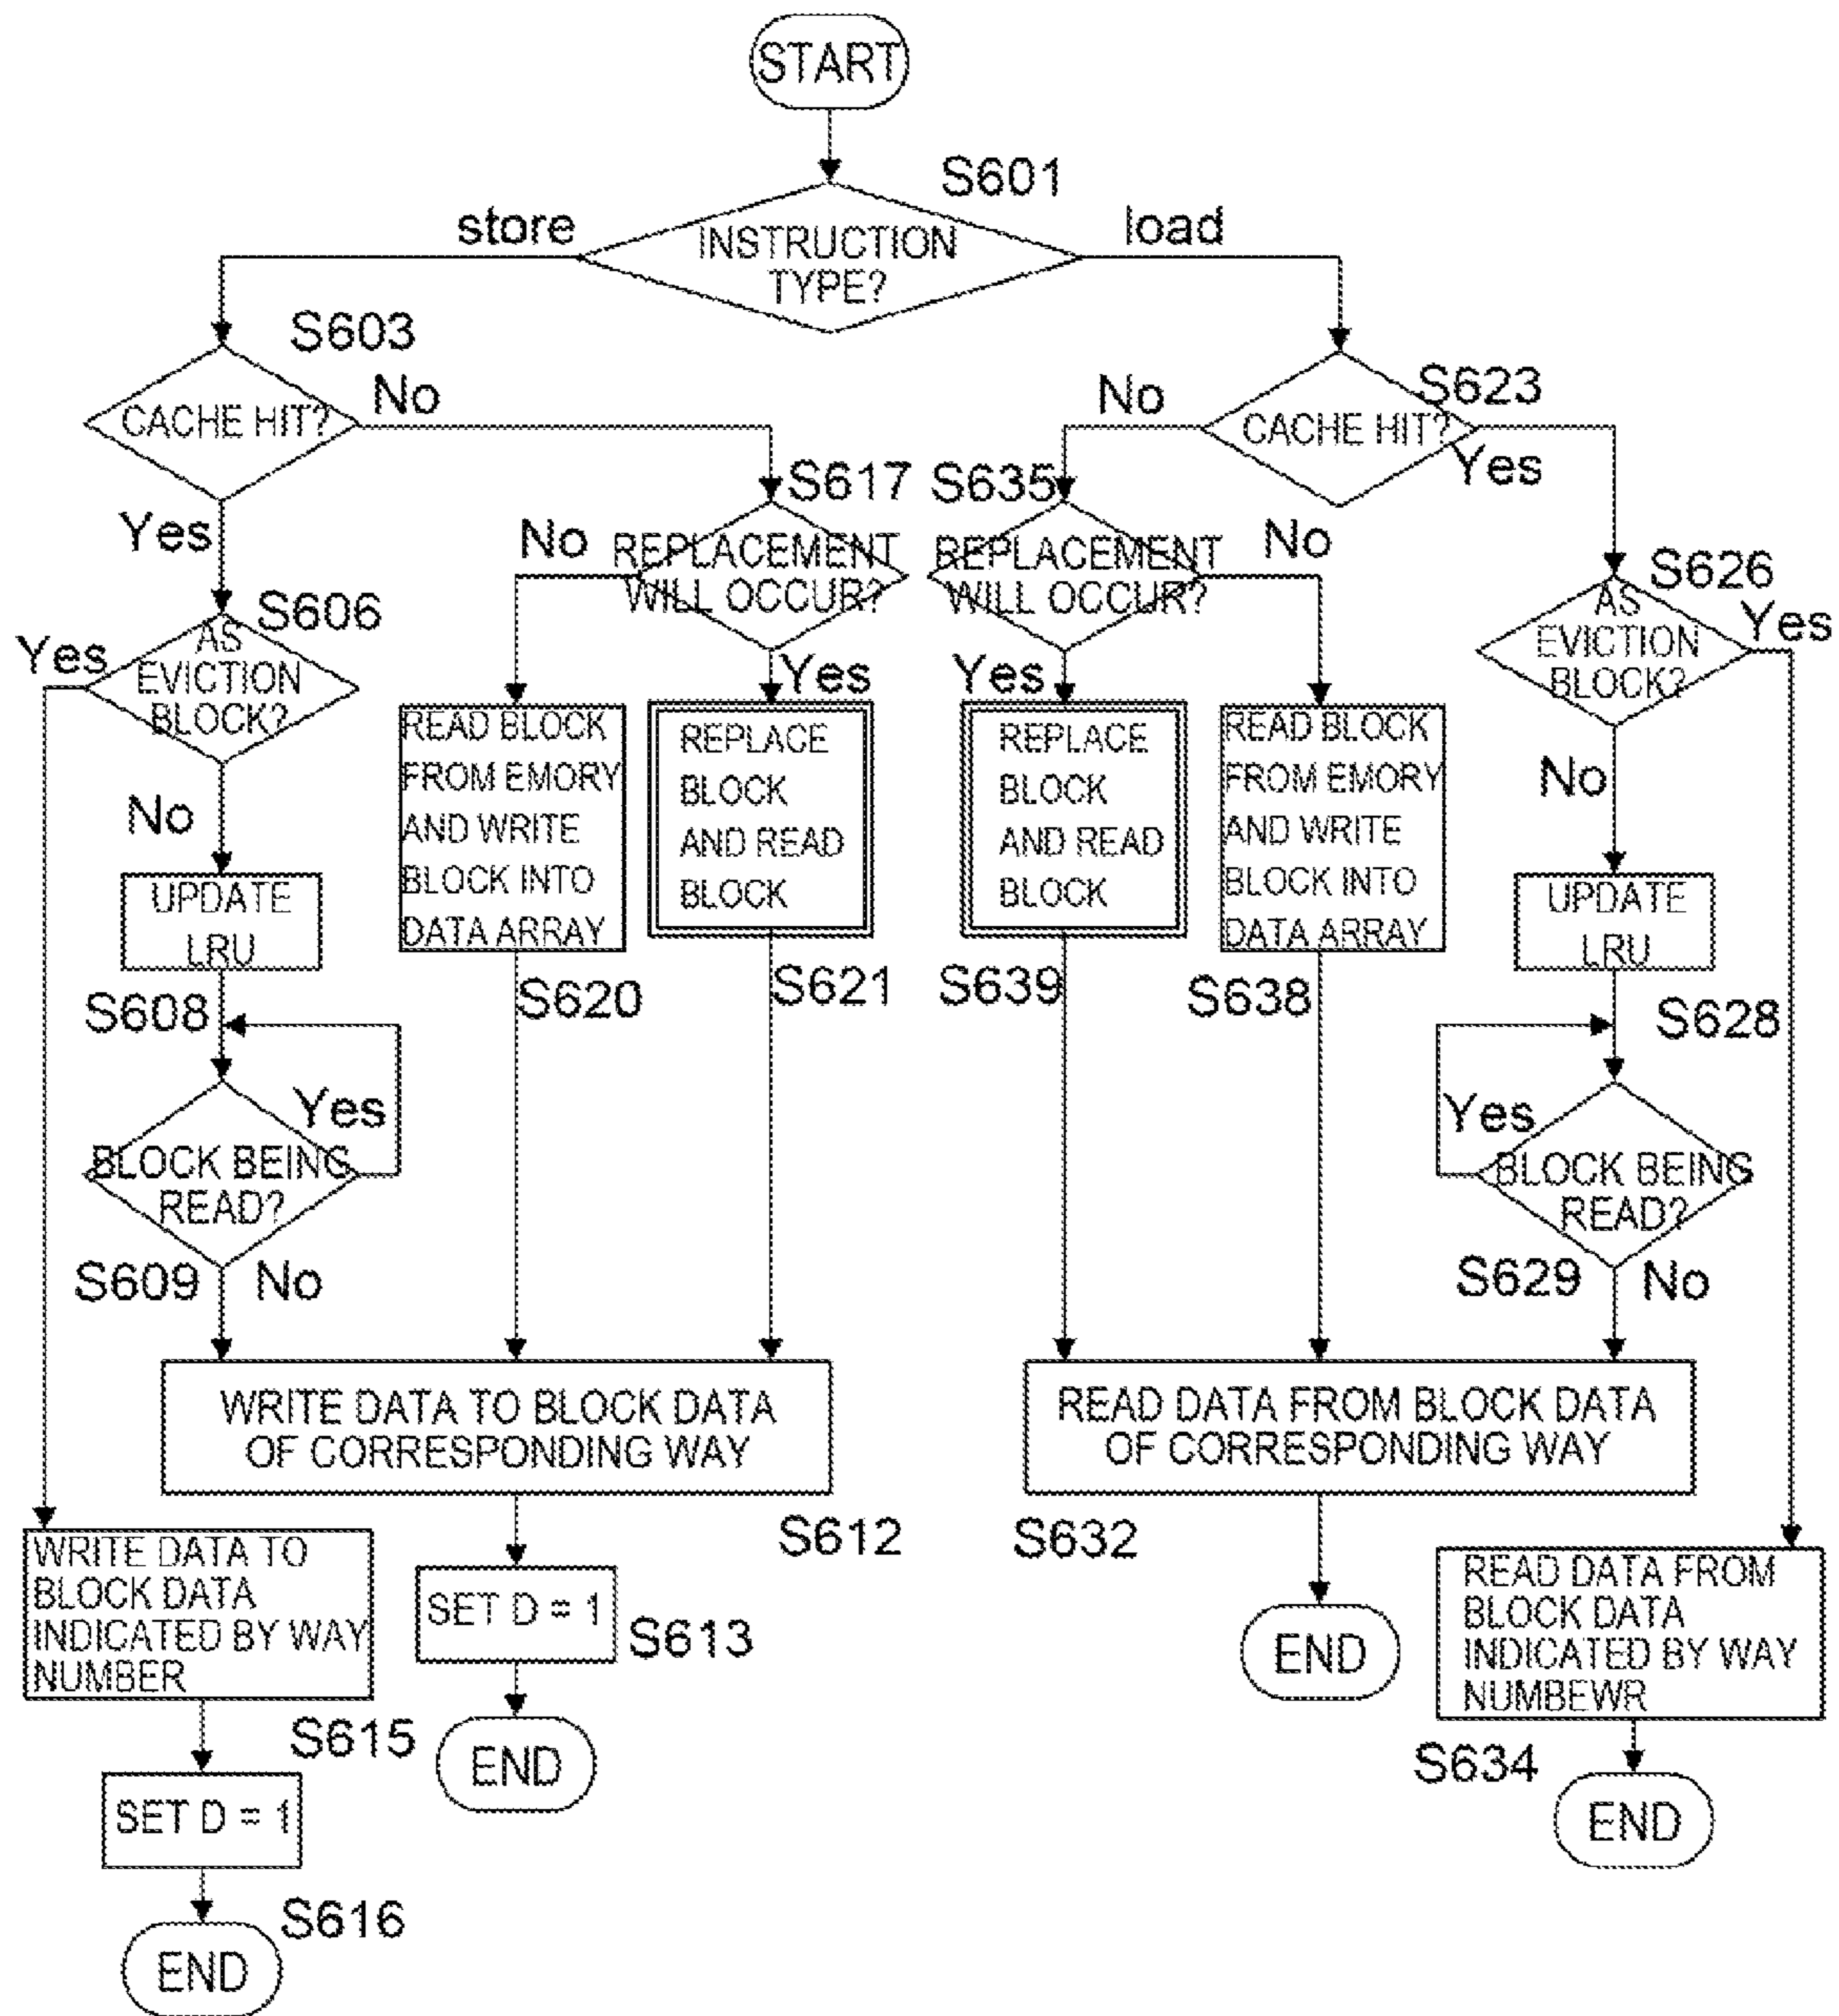 START
S601
store
load
INSTRUCTION
TYPE?
S603
No
CACHE HIT?
Yes
No
S623
CACHE HIT?
Yes
S617
S635
No
REPLACEMENT
WILL OCCUR?
Yes
REPLACEMENT
WILL OCCUR?
No
Yes
S606
Yes
AS
EVICTION
BLOCK?
No
S626
AS
EVICTION
BLOCK?
Yes
No
READ BLOCK
FROM EMORY
AND WRITE
BLOCK INTO
DATA ARRAY
S620
REPLACE
BLOCK
AND READ
BLOCK
S621
REPLACE
BLOCK
AND READ
BLOCK
S639
READ BLOCK
FROM EMORY
AND WRITE
BLOCK INTO
DATA ARRAY
S638
UPDATE
LRU
S608
UPDATE
LRU
S628
Yes
BLOCK BEING
READ?
S609
No
Yes
BLOCK BEING
READ?
S629
No
WRITE DATA TO BLOCK DATA
OF CORRESPONDING WAY
S612
READ DATA FROM BLOCK DATA
OF CORRESPONDING WAY
S632
WRITE DATA TO
BLOCK DATA
INDICATED BY WAY
NUMBER
S615
SET D = 1
S613
END
END
READ DATA FROM
BLOCK DATA
INDICATED BY WAY
NUMBEWR
S634
END
SET D = 1
S616
END